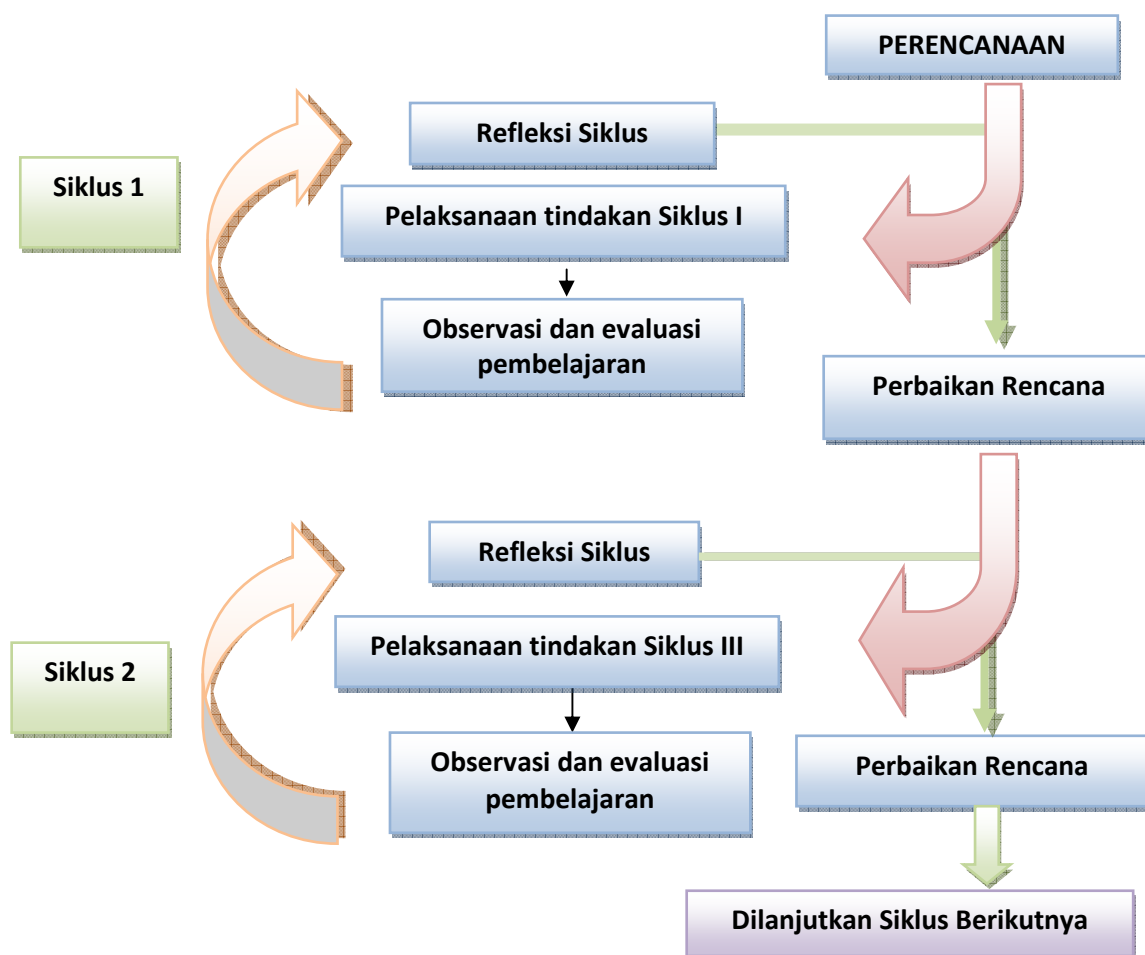 PERENCANAAN
Refleksi Siklus
Siklus 1
Pelaksanaan tindakan Siklus I
Observasi dan evaluasi
pembelajaran
Perbaikan Rencana
Refleksi Siklus
Siklus 2
Pelaksanaan tindakan Siklus III
Observasi dan evaluasi
pembelajaran
Perbaikan Rencana
Dilanjutkan Siklus Berikutnya